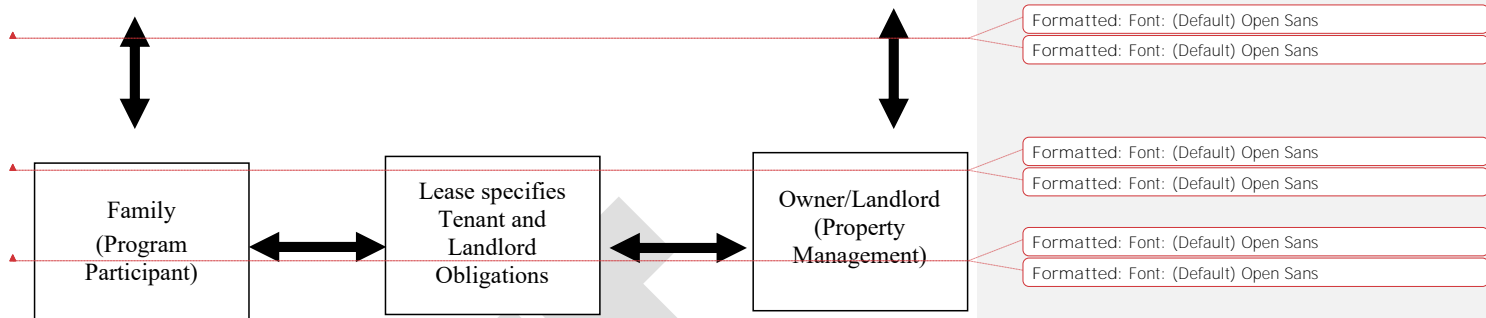 Formatted: Font: (Default) Open Sans
Formatted: Font: (Default) Open Sans
Family
(Program
Participant)
Lease specifies
Tenant and
Landlord
Obligations
Owner/Landlord
(Property
Management)
Formatted: Font: (Default) Open Sans
Formatted: Font: (Default) Open Sans
Formatted: Font: (Default) Open Sans
Formatted: Font: (Default) Open Sans